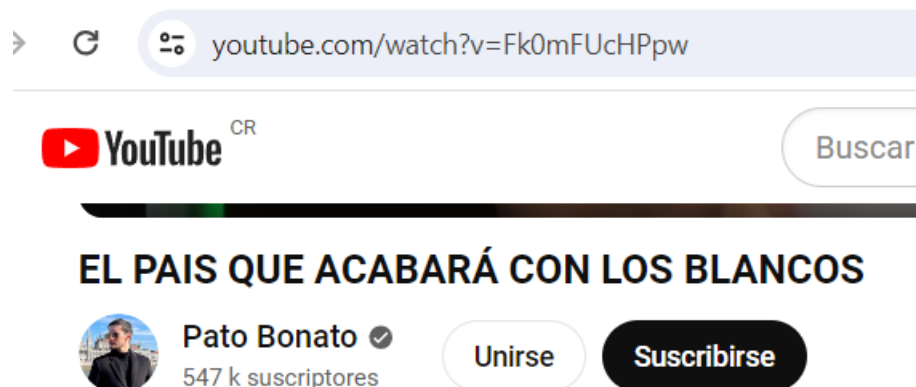 youtube.com/watch?v=Fk0mFUcHPpw
YouTube CR
Buscar
EL PAIS QUE ACABARÁ CON LOS BLANCOS
Pato Bonato
547 k suscriptores
Unirse
Suscribirse